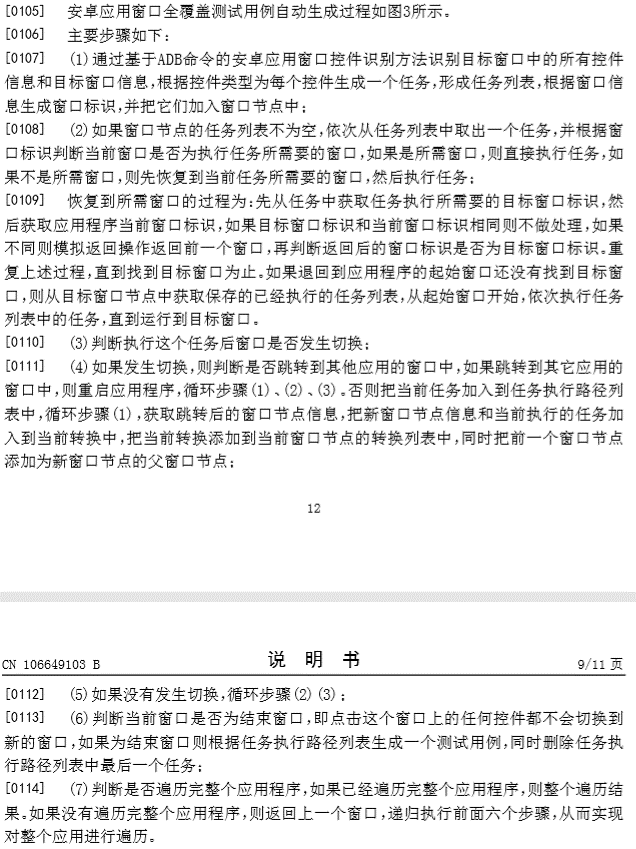 [0105] 安卓应用窗口全覆盖测试用例自动生成过程如图3所示。
[0106] 主要步骤如下：
[0107] (1)通过基于ADB命令的安卓应用窗口控件识别方法识别目标窗口中的所有控件
信息和目标窗口信息,根据控件类型为每个控件生成一个任务,形成任务列表,根据窗口信
息生成窗口标识,并把它们加入窗口节点中；
[0108] (2)如果窗口节点的任务列表不为空,依次从任务列表中取出一个任务,并根据窗
口标识判断当前窗口是否为执行任务所需要的窗口,如果是所需窗口,则直接执行任务,如
果不是所需窗口,则先恢复到当前任务所需要的窗口,然后执行任务；
[0109] 恢复到所需窗口的过程为：先从任务中获取任务执行所需要的目标窗口标识,然
后获取应用程序当前窗口标识,如果目标窗口标识和当前窗口标识相同则不做处理,如果
不同则模拟返回操作返回前一个窗口,再判断返回后的窗口标识是否为目标窗口标识。重
复上述过程,直到找到目标窗口为止。如果退回到应用程序的起始窗口还没有找到目标窗
口,则从目标窗口节点中获取保存的已经执行的任务列表,从起始窗口开始,依次执行任务
列表中的任务,直到运行到目标窗口。
[0110] (3)判断执行这个任务后窗口是否发生切换；
[0111] (4)如果发生切换,则判断是否跳转到其他应用的窗口中,如果跳转到其它应用的
窗口中,则重启应用程序,循环步骤(1)、(2)、(3)。否则把当前任务加入到任务执行路径列
表中,循环步骤(1),获取跳转后的窗口节点信息,把新窗口节点信息和当前执行的任务加
入到当前转换中,把当前转换添加到当前窗口节点的转换列表中,同时把前一个窗口节点
添加为新窗口节点的父窗口节点；
12
CN 106649103 B 说 明 书 9/11 页
[0112] (5)如果没有发生切换,循环步骤(2)(3)；
[0113] (6)判断当前窗口是否为结束窗口,即点击这个窗口上的任何控件都不会切换到
新的窗口,如果为结束窗口则根据任务执行路径列表生成一个测试用例,同时删除任务执
行路径列表中最后一个任务；
[0114] (7)判断是否遍历完整个应用程序,如果已经遍历完整个应用程序,则整个遍历结
果。如果没有遍历完整个应用程序,则返回上一个窗口,递归执行前面六个步骤,从而实现
对整个应用进行遍历。